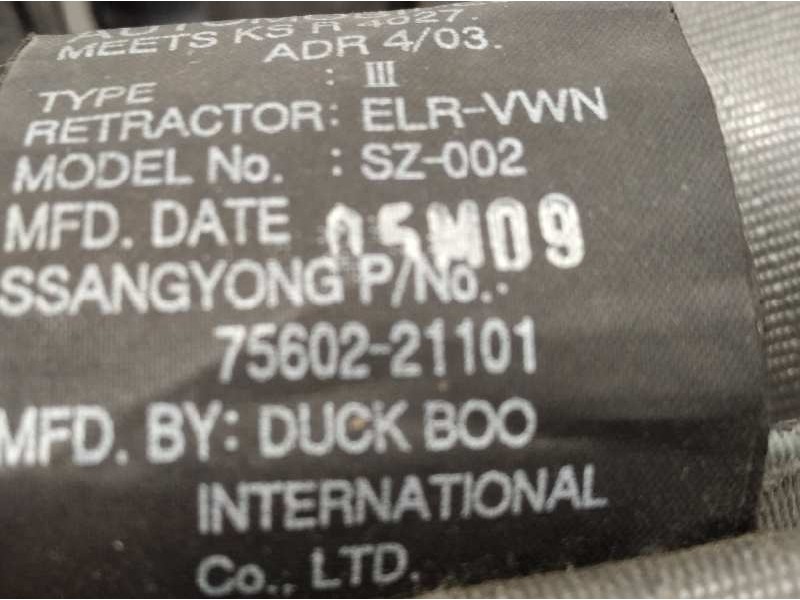 MEETS KS R 4027.
ADR 4/03.
TYPE : III
RETRACTOR: ELR-VWN
MODEL No. : SZ-002
MFD. DATE 05M09
SSANGYONG P/No.:
75602-21101
MFD. BY: DUCK BOO
INTERNATIONAL
Co., LTD.